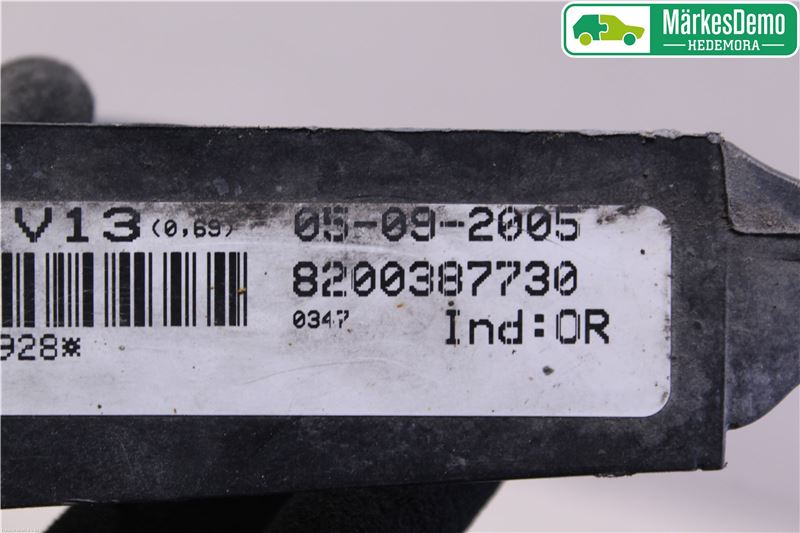 MärkesDemo
HEDEMORA
V13 (0,69) 05-09-2005
8200387730
0347 Ind:OR
928*